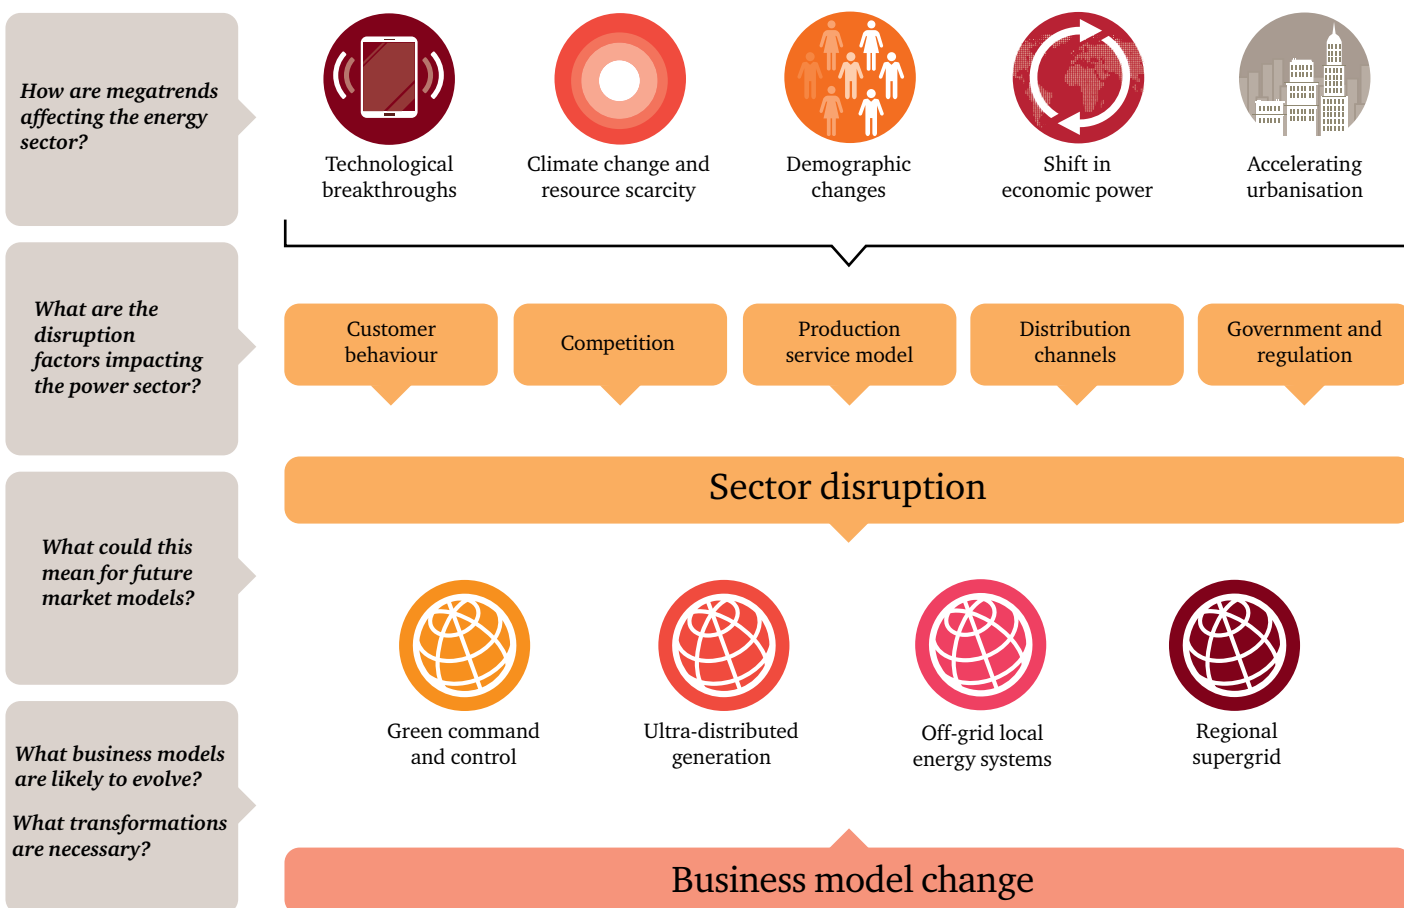 How are megatrends
affecting the energy
sector?
Technological
breakthroughs
Climate change and
resource scarcity
Demographic
changes
Shift in
economic power
Accelerating
urbanisation
What are the
disruption
factors impacting
the power sector?
Customer
behaviour
Competition
Production
service model
Distribution
channels
Government and
regulation
Sector disruption
What could this
mean for future
market models?
Green command
and control
Ultra-distributed
generation
Off-grid local
energy systems
Regional
supergrid
What business models
are likely to evolve?
What transformations
are necessary?
Business model change